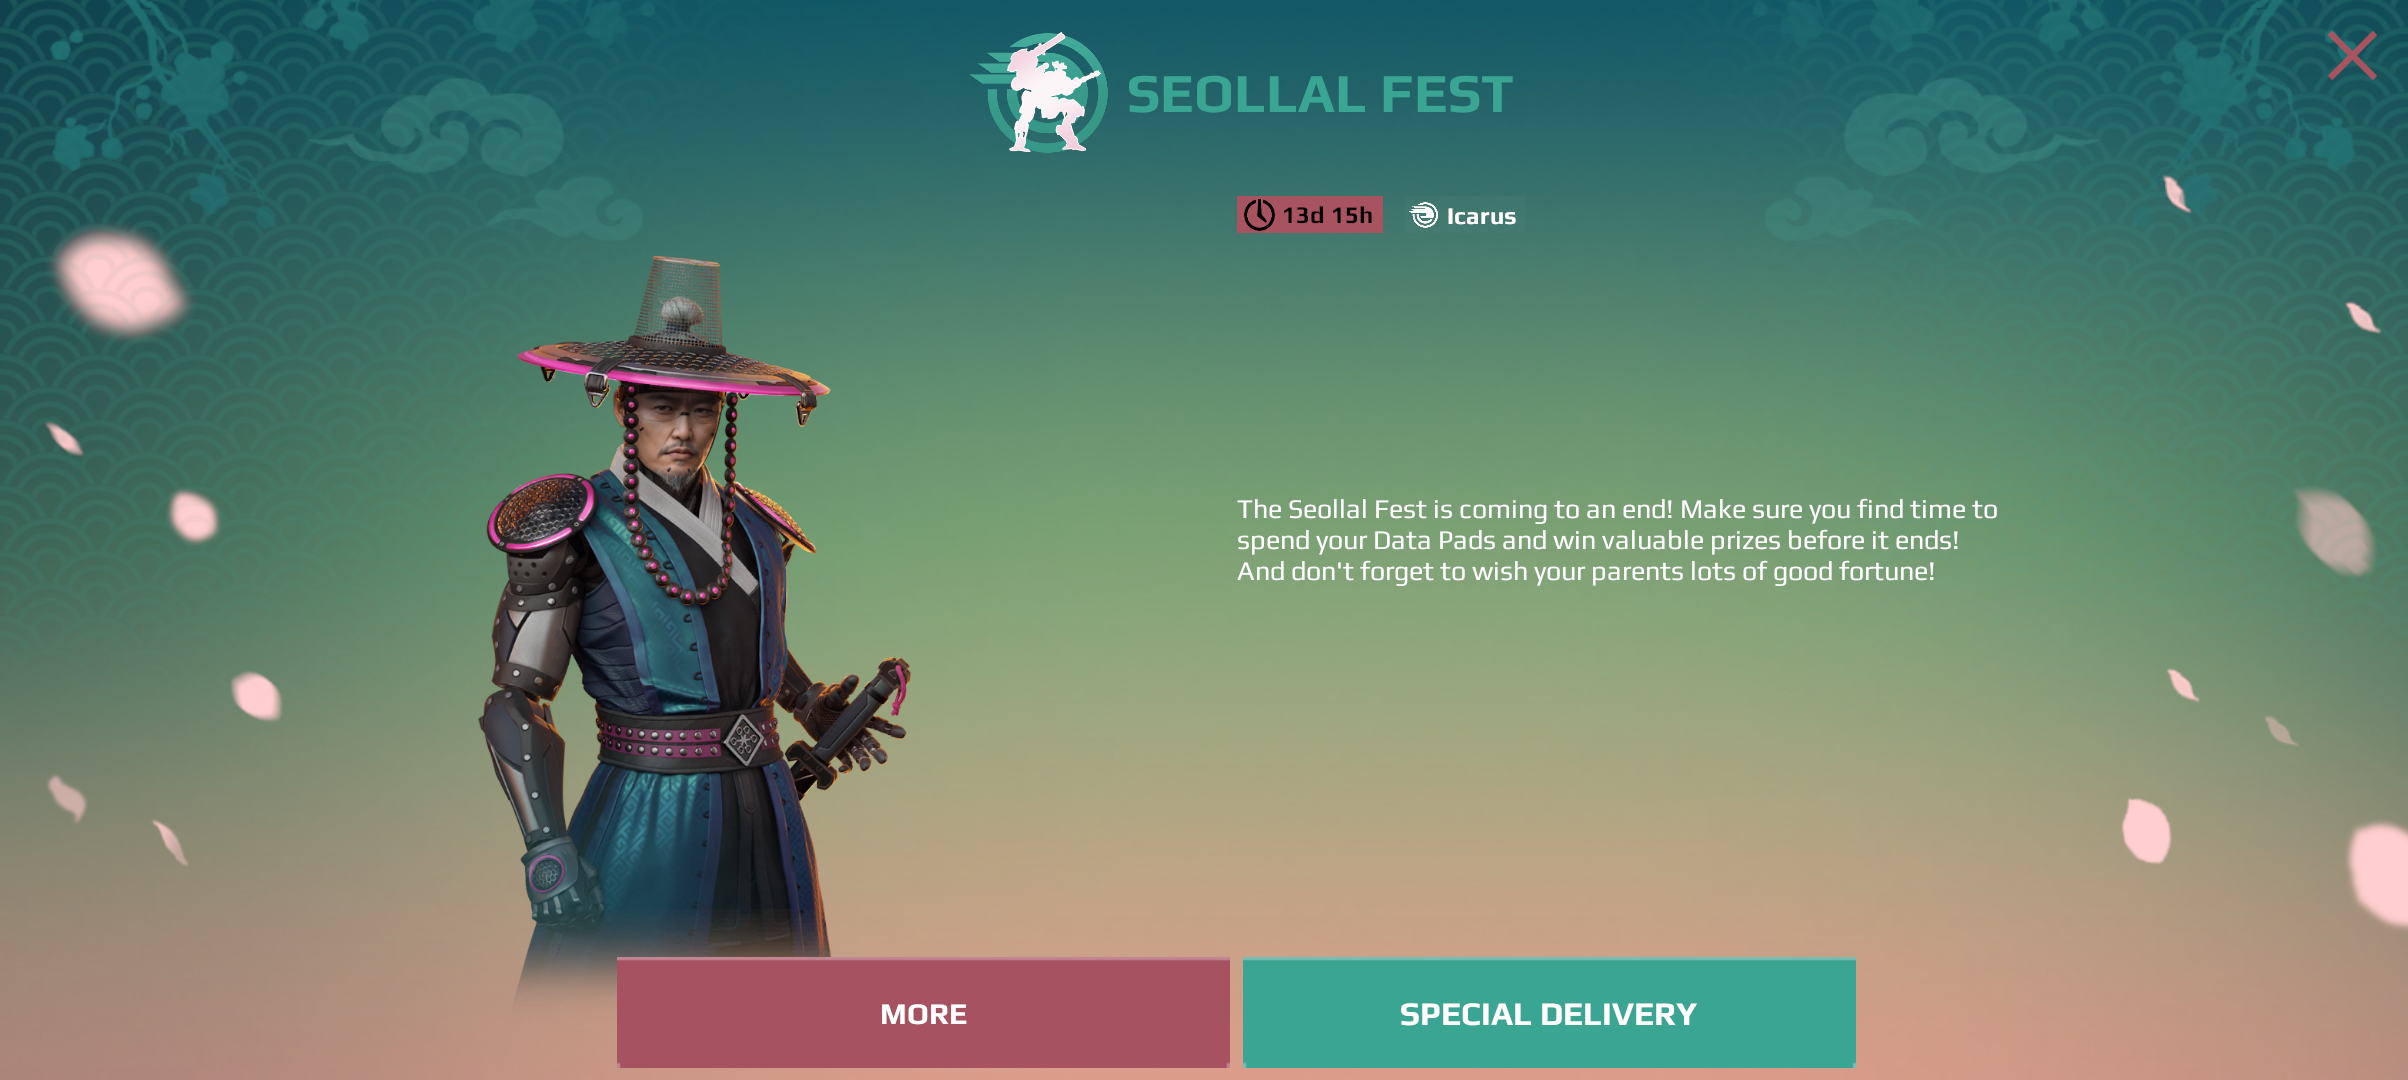 SEOLLAL FEST
13d 15h
Icarus
The Seollal Fest is coming to an end! Make sure you find time to
spend your Data Pads and win valuable prizes before it ends!
And don't forget to wish your parents lots of good fortune!
MORE
SPECIAL DELIVERY